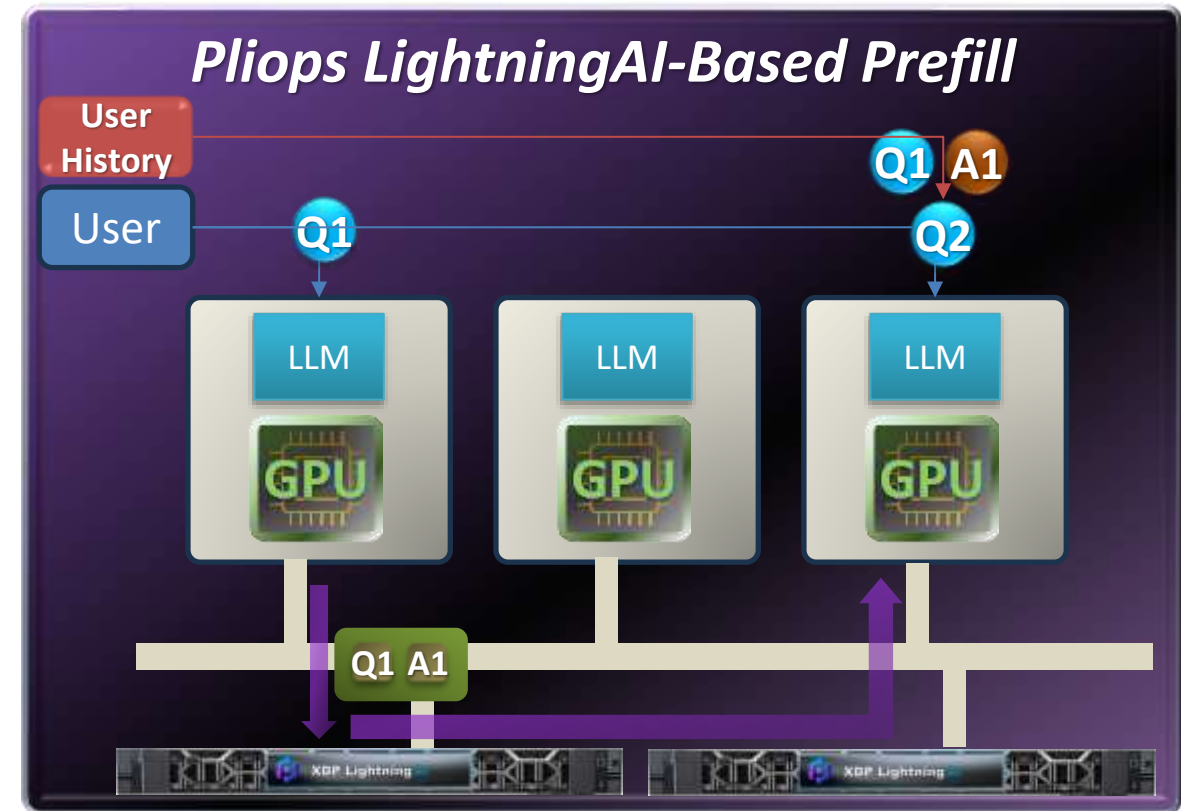 Pliops LightningAI-Based Prefill
User
History
Q1 A1
User
Q1
Q2
LLM
LLM
LLM
GPU
GPU
GPU
Q1 A1
XDP Lightning
XDP Lightning